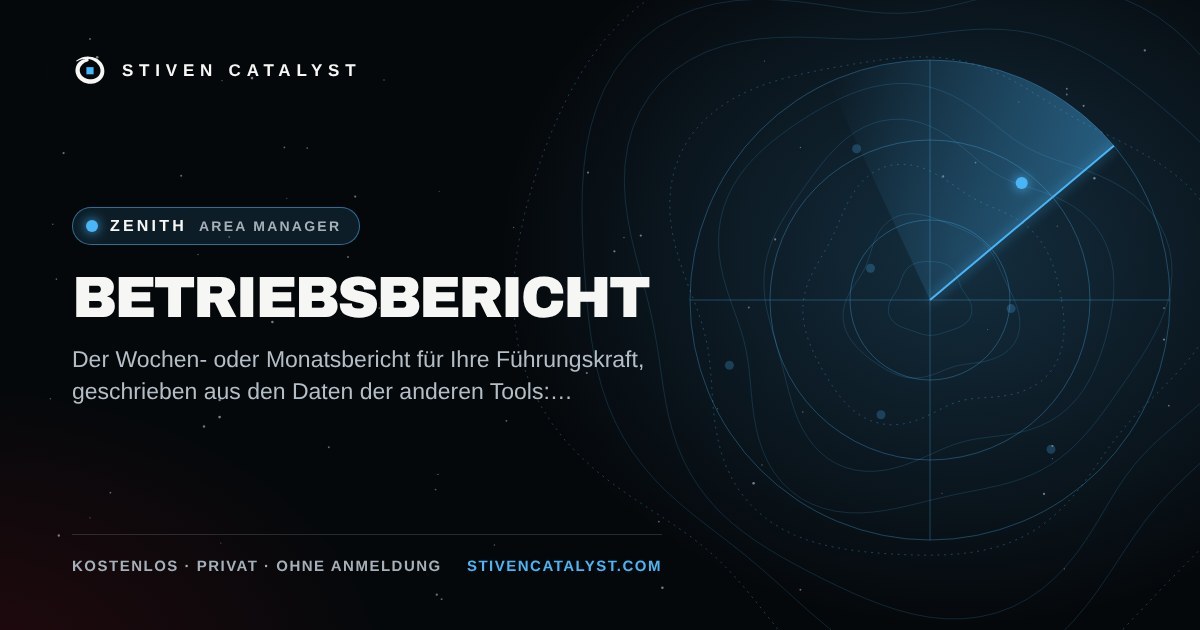 STIVEN CATALYST
ZENITH AREA MANAGER
BETRIEBSBERICHT
Der Wochen- oder Monatsbericht für Ihre Führungskraft,
geschrieben aus den Daten der anderen Tools:…
KOSTENLOS · PRIVAT · OHNE ANMELDUNG STIVENCATALYST.COM